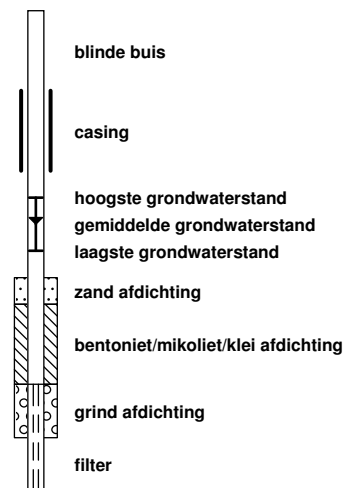 blinde buis
casing
hoogste grondwaterstand
gemiddelde grondwaterstand
laagste grondwaterstand
zand afdichting
bentoniet/mikoliet/klei afdichting
grind afdichting
filter